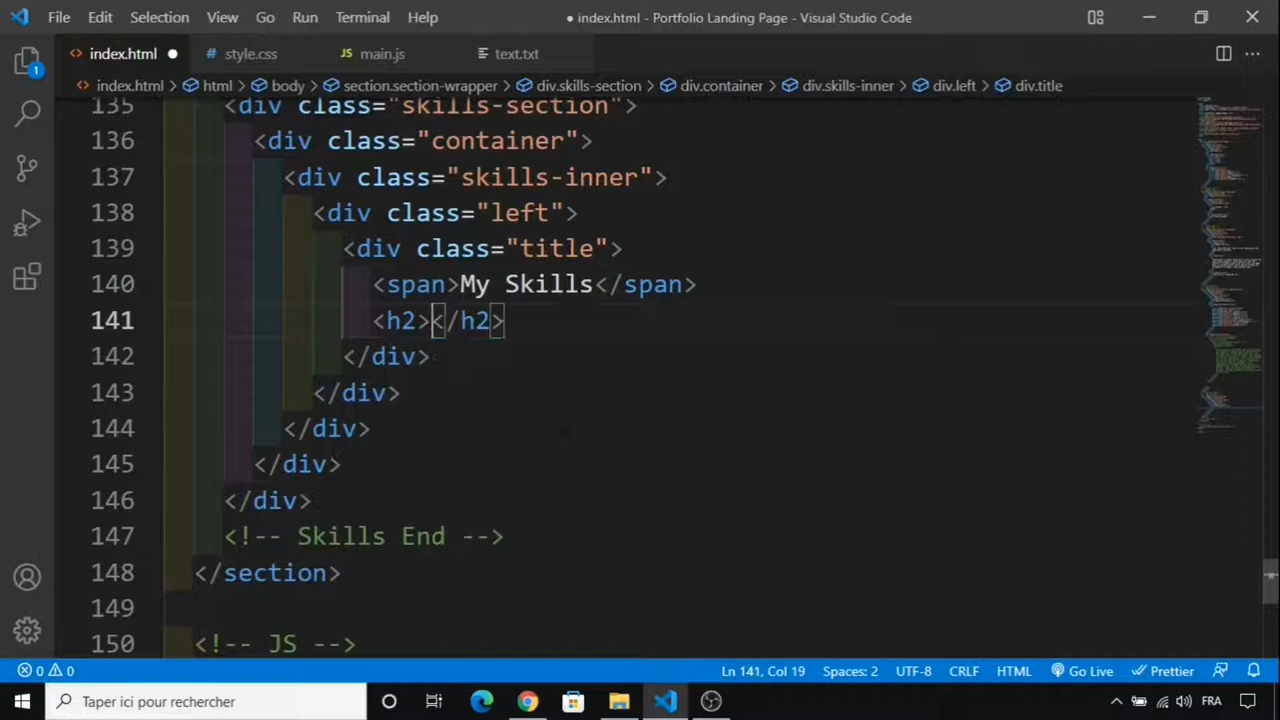 File Edit Selection View Go Run Terminal Help ● index.html - Portfolio Landing Page - Visual Studio Code
index.html ● # style.css JS main.js text.txt
1
index.html > html > body > section.section-wrapper > div.skills-section > div.container > div.skills-inner > div.left > div.title
135 <div class="skills-section">
136 <div class="container">
137 <div class="skills-inner">
138 <div class="left">
139 <div class="title">
140 <span>My Skills</span>
141 <h2></h2>
142 </div>
143 </div>
144 </div>
145 </div>
146 </div>
147 <!-- Skills End -->
148 </section>
149
150 <!-- JS -->
0 0 Ln 141, Col 19 Spaces: 2 UTF-8 CRLF HTML Go Live Prettier
Taper ici pour rechercher FRA